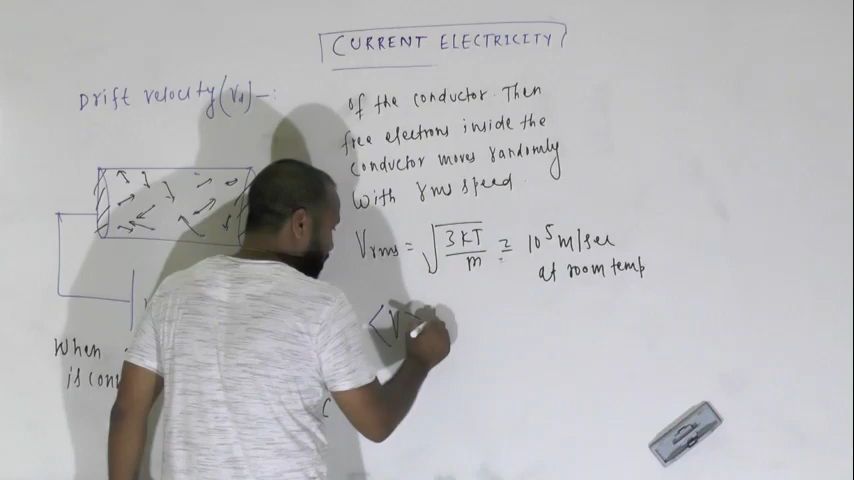 CURRENT ELECTRICITY
Drift velocity (Vd) -:
When
is con
of the conductor. Then
free electrons inside the
conductor moves randomly
with rms speed.
Vrms = √(3KT/m) ≃ 10^5 m/sec
at room temp
<V>